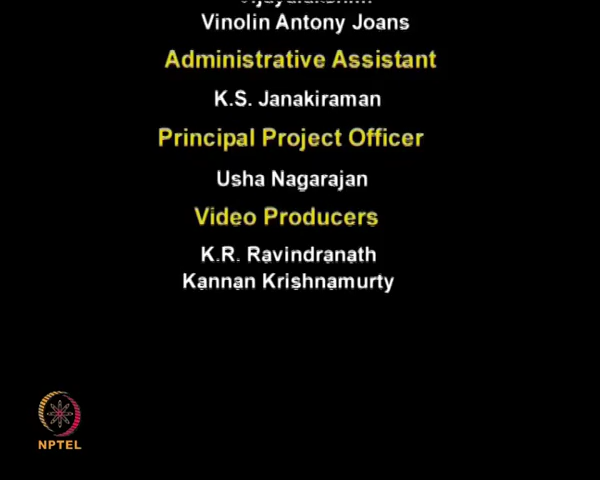 Vinolin Antony Joans
Administrative Assistant
K.S. Janakiraman
Principal Project Officer
Usha Nagarajan
Video Producers
K.R. Ravindranath
Kannan Krishnamurty
NPTEL